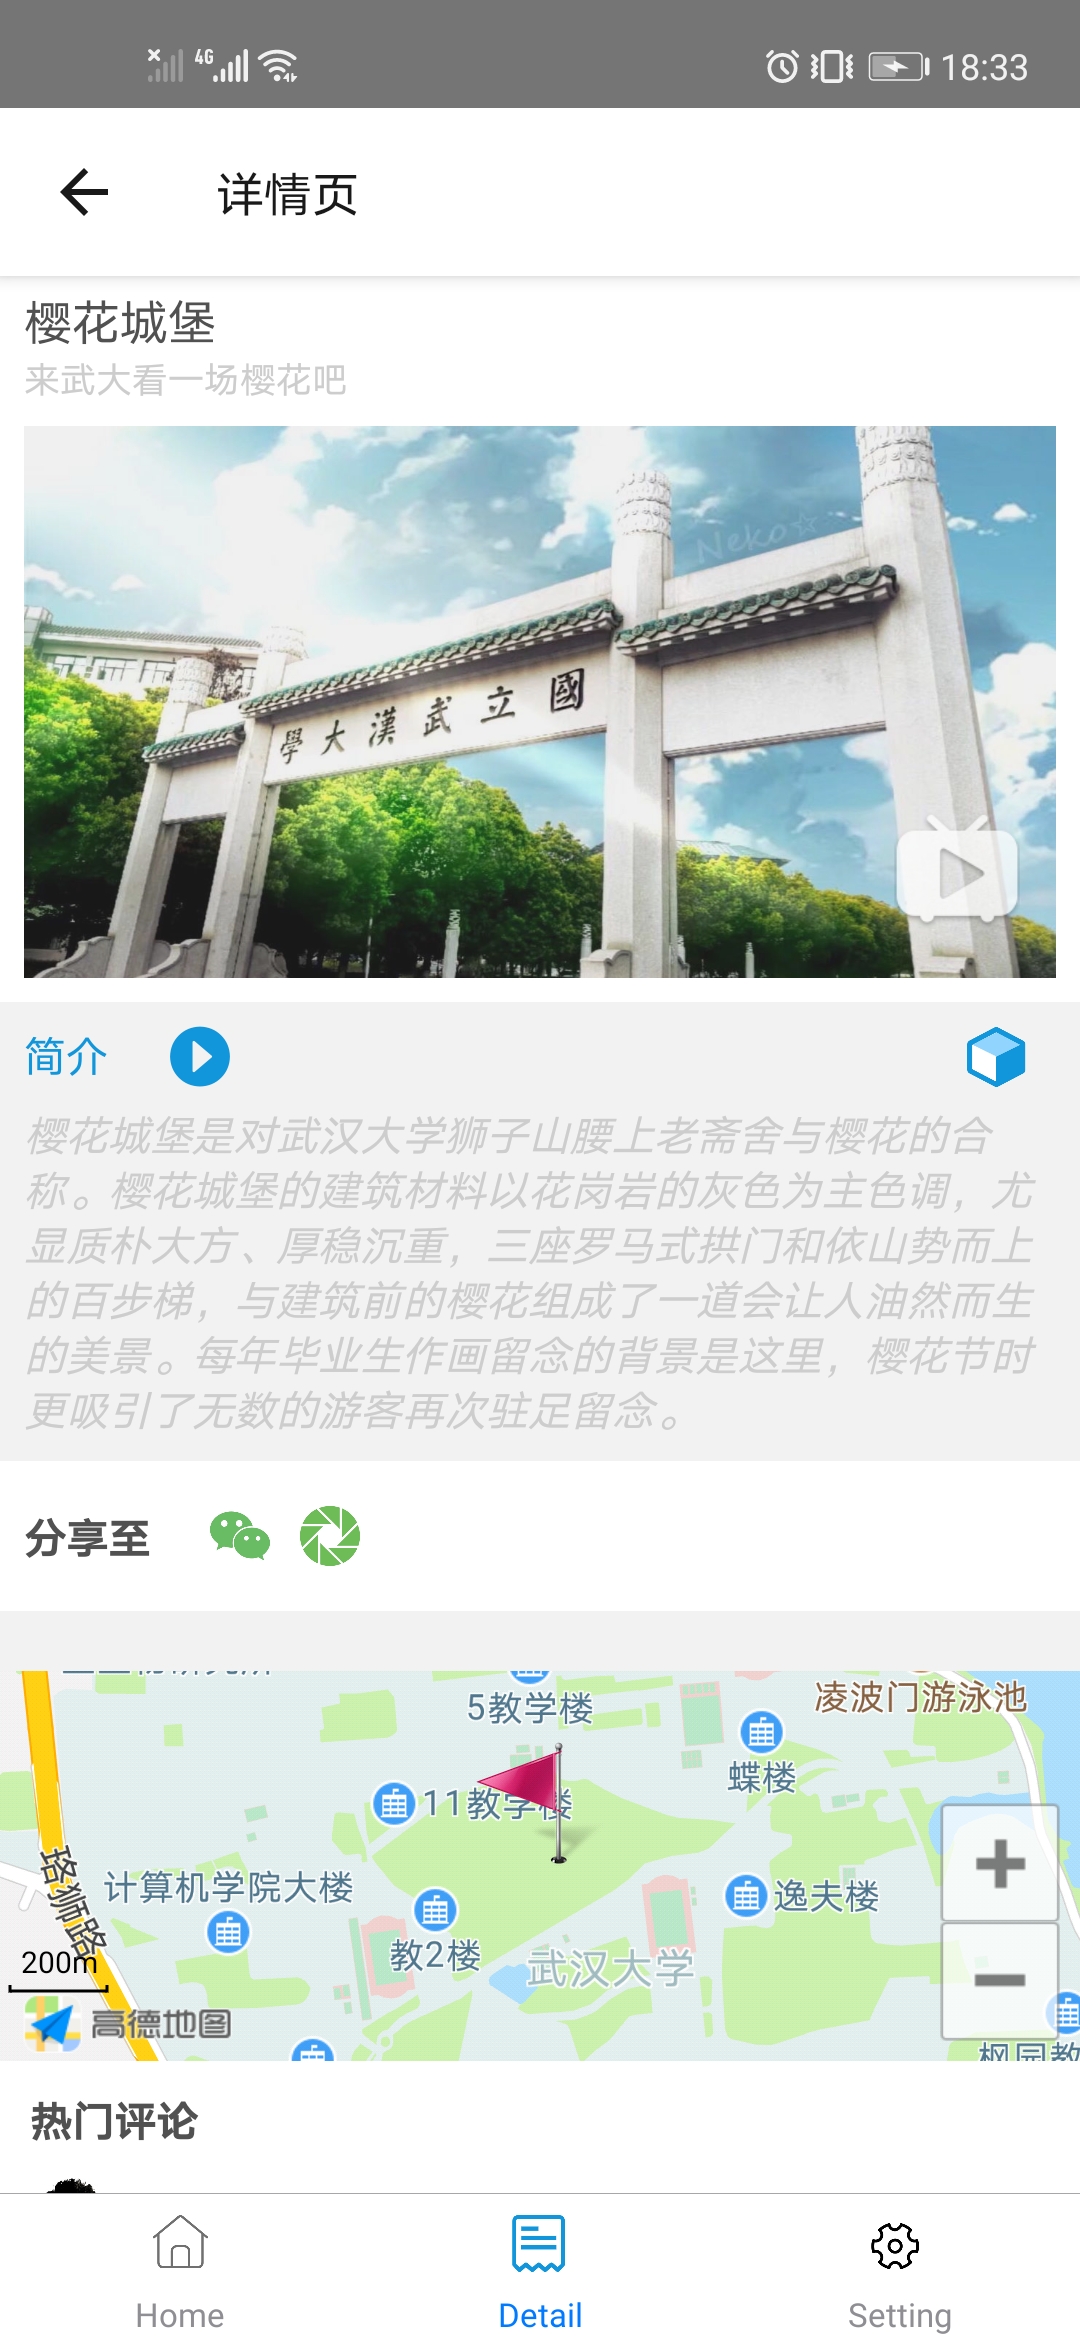 4G
18:33
详情页
樱花城堡
来武大看一场樱花吧
Neko☆
學大漢武立國
简介
樱花城堡是对武汉大学狮子山腰上老斋舍与樱花的合
称。樱花城堡的建筑材料以花岗岩的灰色为主色调，尤
显质朴大方、厚稳沉重，三座罗马式拱门和依山势而上
的百步梯，与建筑前的樱花组成了一道会让人油然而生
的美景。每年毕业生作画留念的背景是这里，樱花节时
更吸引了无数的游客再次驻足留念。
分享至
5教学楼
凌波门游泳池
蝶楼
11教学楼
珞狮路
计算机学院大楼
逸夫楼
教2楼
武汉大学
200m
高德地图
枫园教
热门评论
Home
Detail
Setting